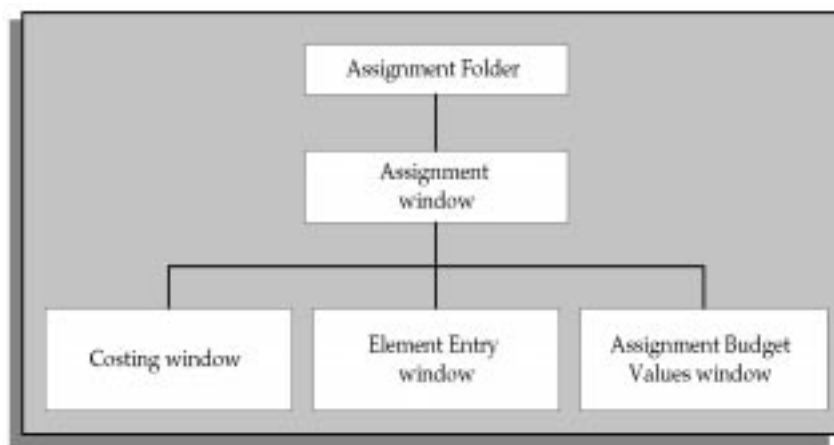 Assignment Folder
Assignment
window
Costing window
Element Entry
window
Assignment Budget
Values window